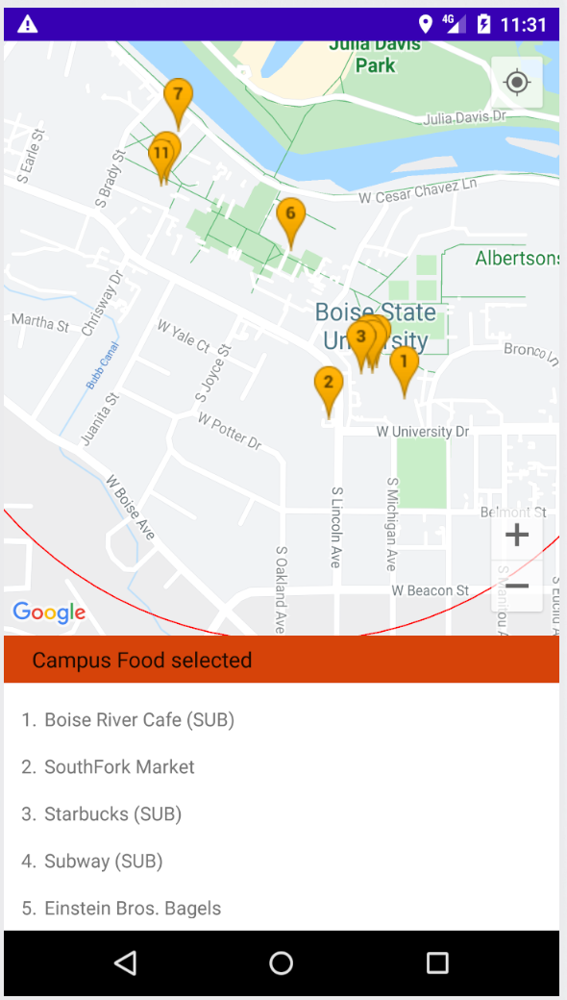 4G 11:31
Julia Davis
Park
Julia Davis Dr
7
11
S Earle St
S Brady St
W Cesar Chavez Ln
6
Albertsons
Boise State
University
Martha St
Chrisway Dr
W Yale Ct
3
1
Bronco Ln
Bubb Canal
S Joyce St
2
Juanita St
W Potter Dr
W University Dr
W Boise Ave
S Lincoln Ave
S Michigan Ave
Belmont St
+
S Oakland Ave
W Beacon St
−
S Manitou A
S Euclid A
Google
Campus Food selected
1. Boise River Cafe (SUB)
2. SouthFork Market
3. Starbucks (SUB)
4. Subway (SUB)
5. Einstein Bros. Bagels